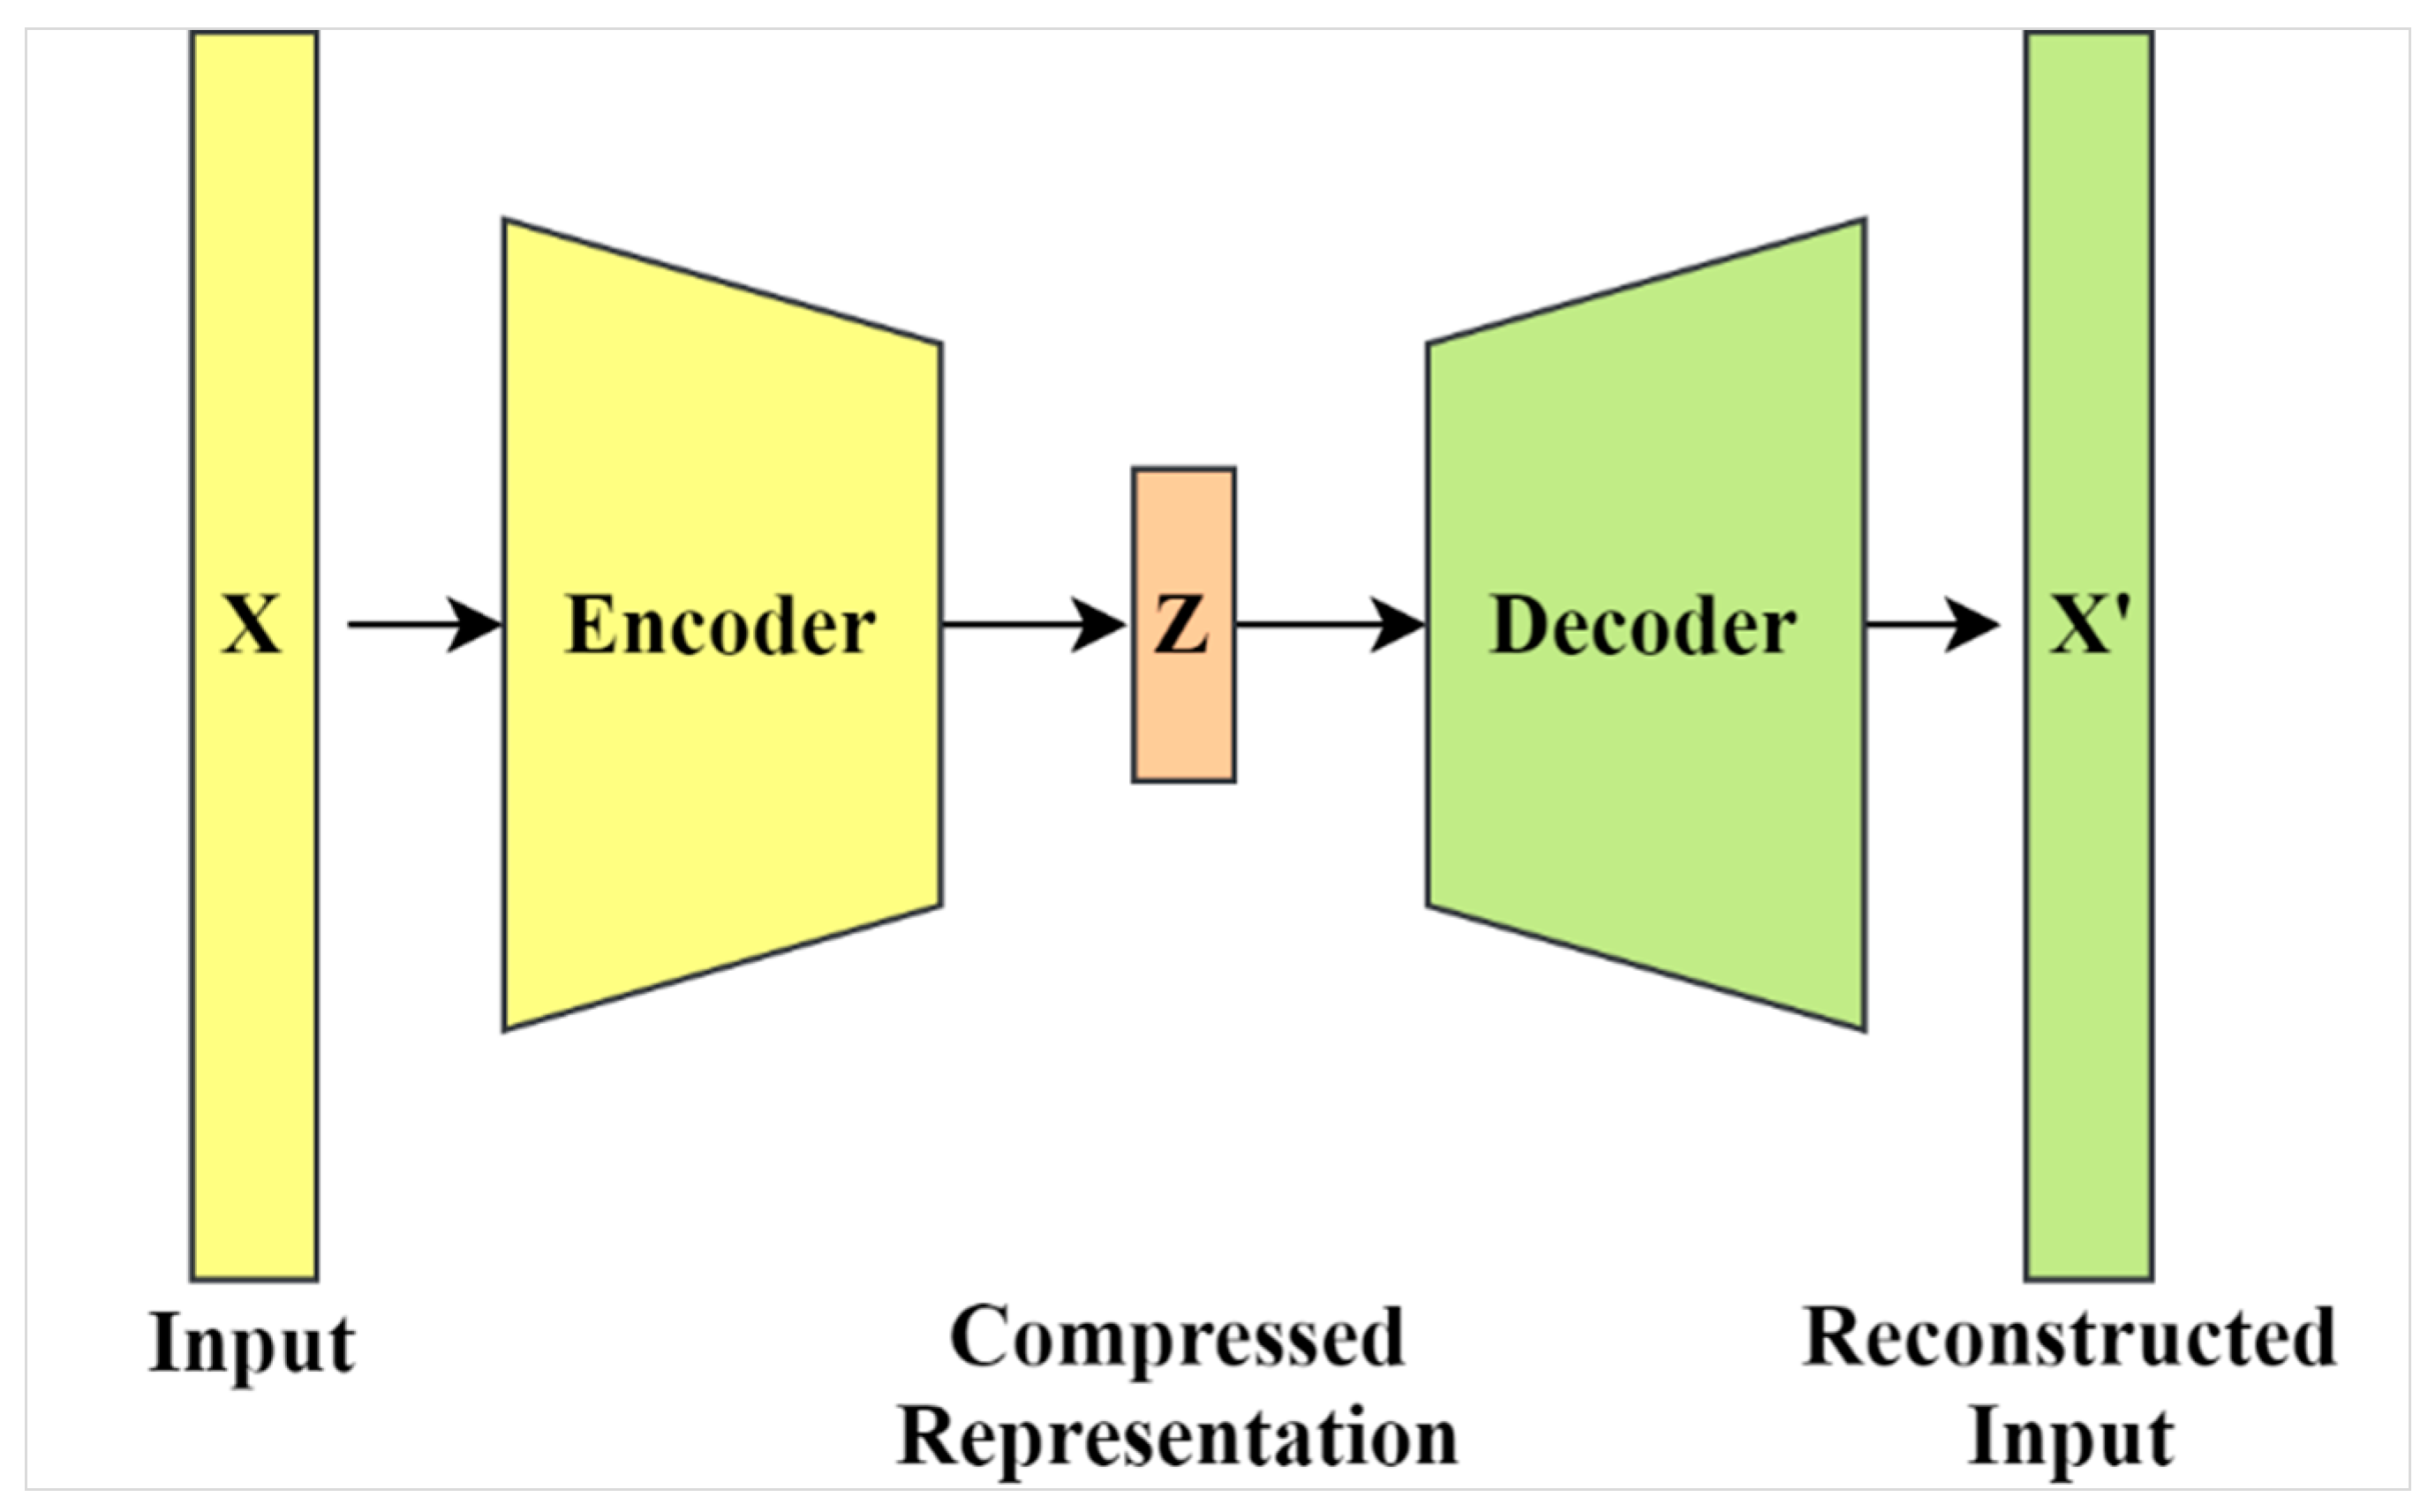 X
Encoder
Z
Decoder
X'
Input
Compressed
Representation
Reconstructed
Input